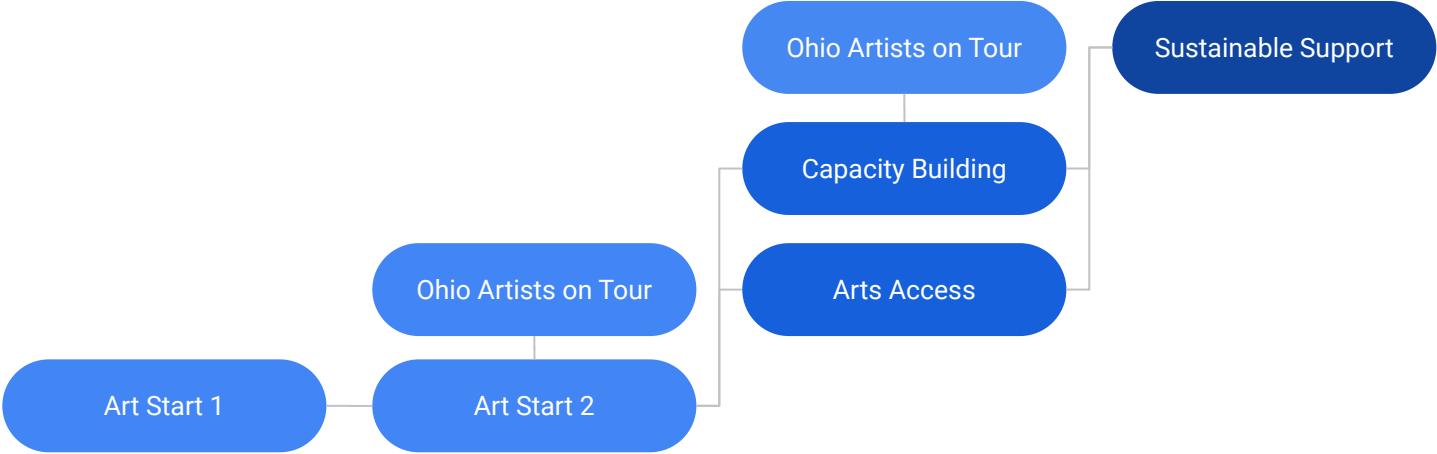 Ohio Artists on Tour
Sustainable Support
Capacity Building
Ohio Artists on Tour
Arts Access
Art Start 1
Art Start 2